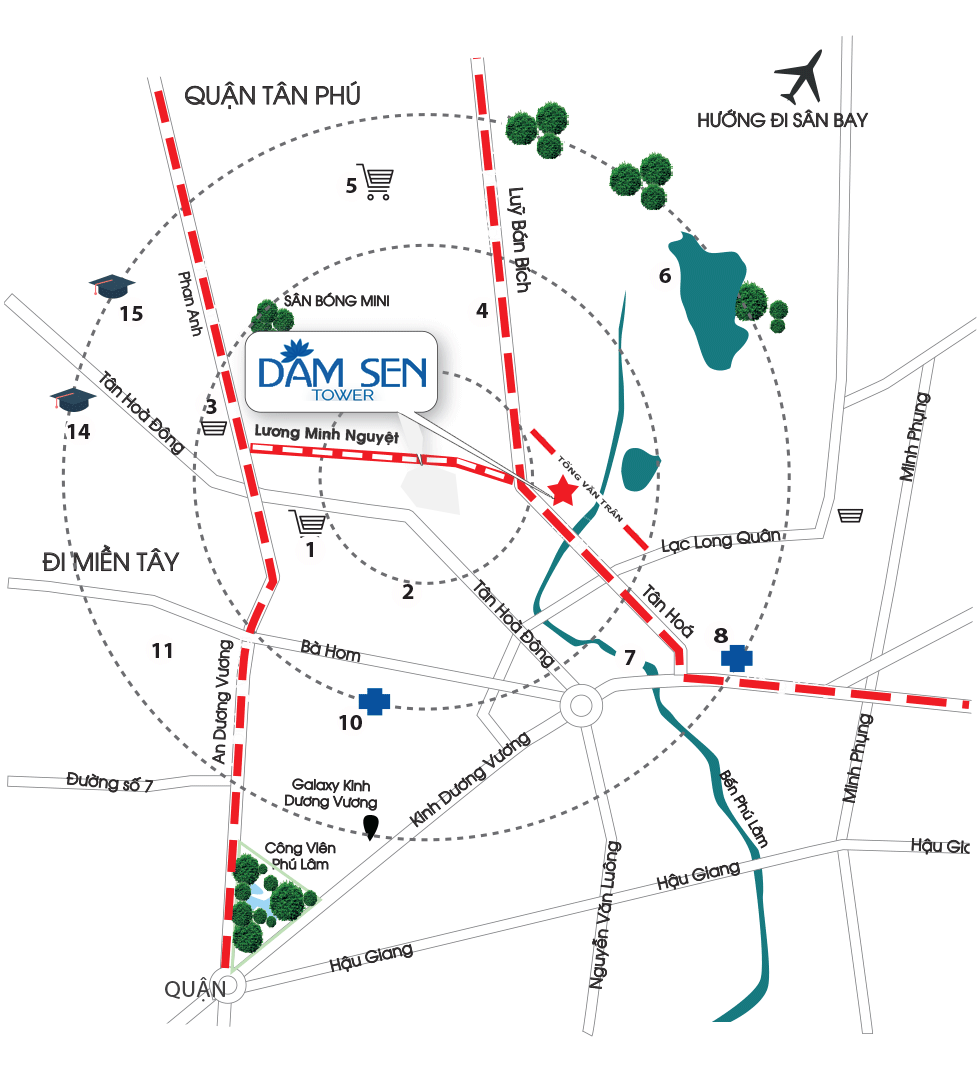 QUẬN TÂN PHÚ
HƯỚNG ĐI SÂN BAY
5
Luỹ Bán Bích
6
Phan Anh
15
SÂN BÓNG MINI
4
DAM SEN
TOWER
Tân Hoà Đông
14
3
Lương Minh Nguyệt
TỐNG VĂN TRÂN
Minh Phụng
Lạc Long Quân
1
ĐI MIỀN TÂY
2
Tân Hoà Đông
Tân Hoá
11
Bà Hom
7
8
An Dương Vương
10
Minh Phụng
Đường số 7
Galaxy Kinh
Dương Vương
Kinh Dương Vương
Bến Phú Lâm
Công Viên
Phú Lâm
Hậu Gia
Hậu Giang
Nguyễn Văn Luông
Hậu Giang
QUẬN